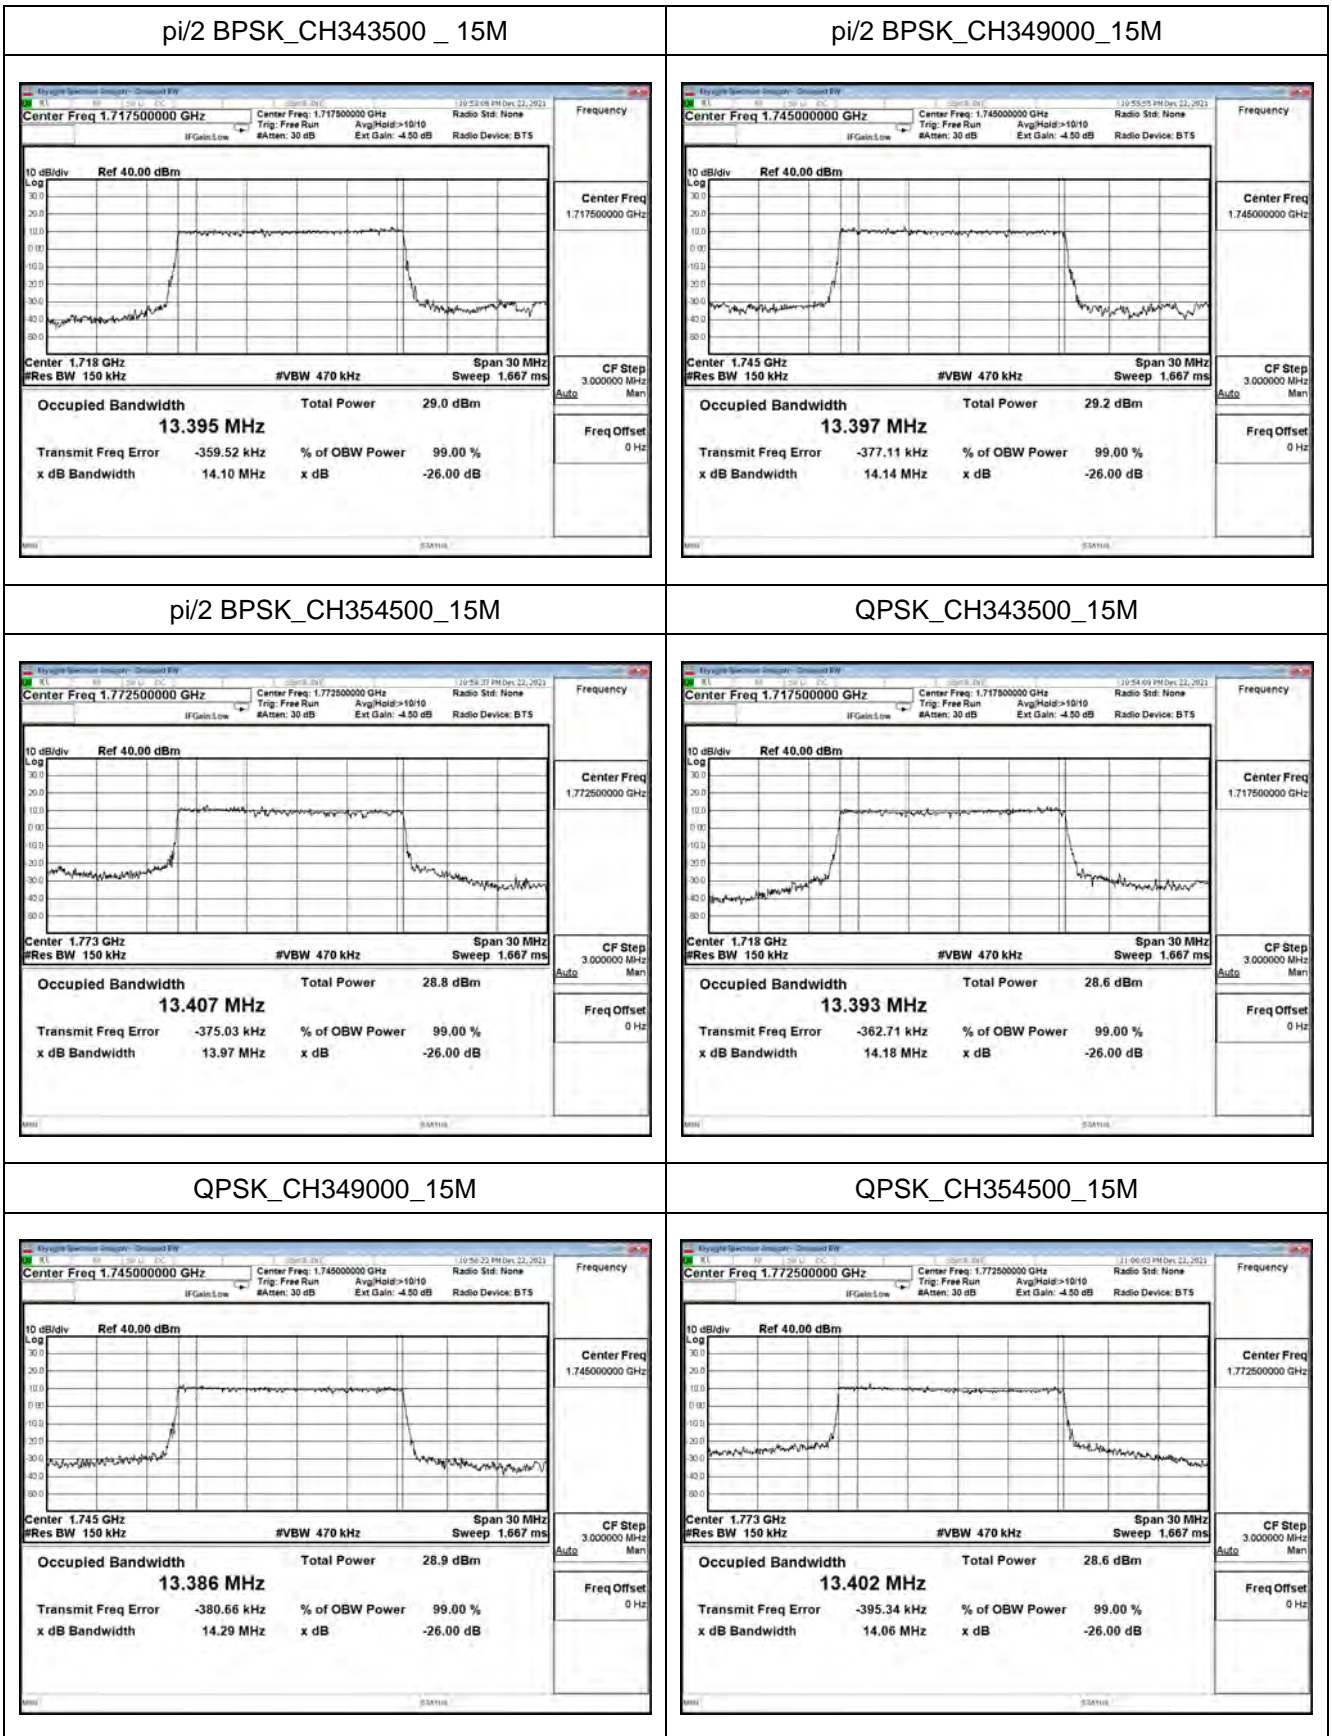 pi/2 BPSK_CH343500 _ 15M
Center Freq 1.717500000 GHz
Center Freq: 1.717500000 GHz
Radio Std: None
Trig: Free Run Avg|Hold:>10/10
IFGain:Low #Atten: 30 dB Ext Gain: -4.50 dB Radio Device: BTS
Frequency
10 dB/div Ref 40.00 dBm
Log
Center Freq
1.717500000 GHz
Center 1.718 GHz Span 30 MHz
#Res BW 150 kHz #VBW 470 kHz Sweep 1.667 ms
CF Step
3.000000 MHz
Auto Man
Occupied Bandwidth Total Power 29.0 dBm
13.395 MHz
Transmit Freq Error -359.52 kHz % of OBW Power 99.00 %
x dB Bandwidth 14.10 MHz x dB -26.00 dB
Freq Offset
0 Hz
pi/2 BPSK_CH349000_15M
Center Freq 1.745000000 GHz
Center Freq: 1.745000000 GHz
Radio Std: None
Trig: Free Run Avg|Hold:>10/10
IFGain:Low #Atten: 30 dB Ext Gain: -4.50 dB Radio Device: BTS
Frequency
10 dB/div Ref 40.00 dBm
Log
Center Freq
1.745000000 GHz
Center 1.745 GHz Span 30 MHz
#Res BW 150 kHz #VBW 470 kHz Sweep 1.667 ms
CF Step
3.000000 MHz
Auto Man
Occupied Bandwidth Total Power 29.2 dBm
13.397 MHz
Transmit Freq Error -377.11 kHz % of OBW Power 99.00 %
x dB Bandwidth 14.14 MHz x dB -26.00 dB
Freq Offset
0 Hz
pi/2 BPSK_CH354500_15M
Center Freq 1.772500000 GHz
Center Freq: 1.772500000 GHz
Radio Std: None
Trig: Free Run Avg|Hold:>10/10
IFGain:Low #Atten: 30 dB Ext Gain: -4.50 dB Radio Device: BTS
Frequency
10 dB/div Ref 40.00 dBm
Log
Center Freq
1.772500000 GHz
Center 1.773 GHz Span 30 MHz
#Res BW 150 kHz #VBW 470 kHz Sweep 1.667 ms
CF Step
3.000000 MHz
Auto Man
Occupied Bandwidth Total Power 28.8 dBm
13.407 MHz
Transmit Freq Error -375.03 kHz % of OBW Power 99.00 %
x dB Bandwidth 13.97 MHz x dB -26.00 dB
Freq Offset
0 Hz
QPSK_CH343500_15M
Center Freq 1.717500000 GHz
Center Freq: 1.717500000 GHz
Radio Std: None
Trig: Free Run Avg|Hold:>10/10
IFGain:Low #Atten: 30 dB Ext Gain: -4.50 dB Radio Device: BTS
Frequency
10 dB/div Ref 40.00 dBm
Log
Center Freq
1.717500000 GHz
Center 1.718 GHz Span 30 MHz
#Res BW 150 kHz #VBW 470 kHz Sweep 1.667 ms
CF Step
3.000000 MHz
Auto Man
Occupied Bandwidth Total Power 28.6 dBm
13.393 MHz
Transmit Freq Error -362.71 kHz % of OBW Power 99.00 %
x dB Bandwidth 14.18 MHz x dB -26.00 dB
Freq Offset
0 Hz
QPSK_CH349000_15M
Center Freq 1.745000000 GHz
Center Freq: 1.745000000 GHz
Radio Std: None
Trig: Free Run Avg|Hold:>10/10
IFGain:Low #Atten: 30 dB Ext Gain: -4.50 dB Radio Device: BTS
Frequency
10 dB/div Ref 40.00 dBm
Log
Center Freq
1.745000000 GHz
Center 1.745 GHz Span 30 MHz
#Res BW 150 kHz #VBW 470 kHz Sweep 1.667 ms
CF Step
3.000000 MHz
Auto Man
Occupied Bandwidth Total Power 28.9 dBm
13.386 MHz
Transmit Freq Error -380.66 kHz % of OBW Power 99.00 %
x dB Bandwidth 14.29 MHz x dB -26.00 dB
Freq Offset
0 Hz
QPSK_CH354500_15M
Center Freq 1.772500000 GHz
Center Freq: 1.772500000 GHz
Radio Std: None
Trig: Free Run Avg|Hold:>10/10
IFGain:Low #Atten: 30 dB Ext Gain: -4.50 dB Radio Device: BTS
Frequency
10 dB/div Ref 40.00 dBm
Log
Center Freq
1.772500000 GHz
Center 1.773 GHz Span 30 MHz
#Res BW 150 kHz #VBW 470 kHz Sweep 1.667 ms
CF Step
3.000000 MHz
Auto Man
Occupied Bandwidth Total Power 28.6 dBm
13.402 MHz
Transmit Freq Error -395.34 kHz % of OBW Power 99.00 %
x dB Bandwidth 14.06 MHz x dB -26.00 dB
Freq Offset
0 Hz